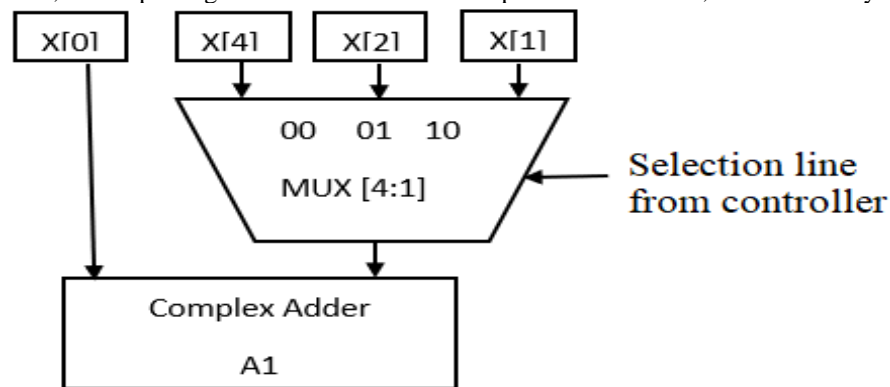 X[0] X[4] X[2] X[1]
00 01 10
MUX [4:1]
Selection line
from controller
Complex Adder
A1